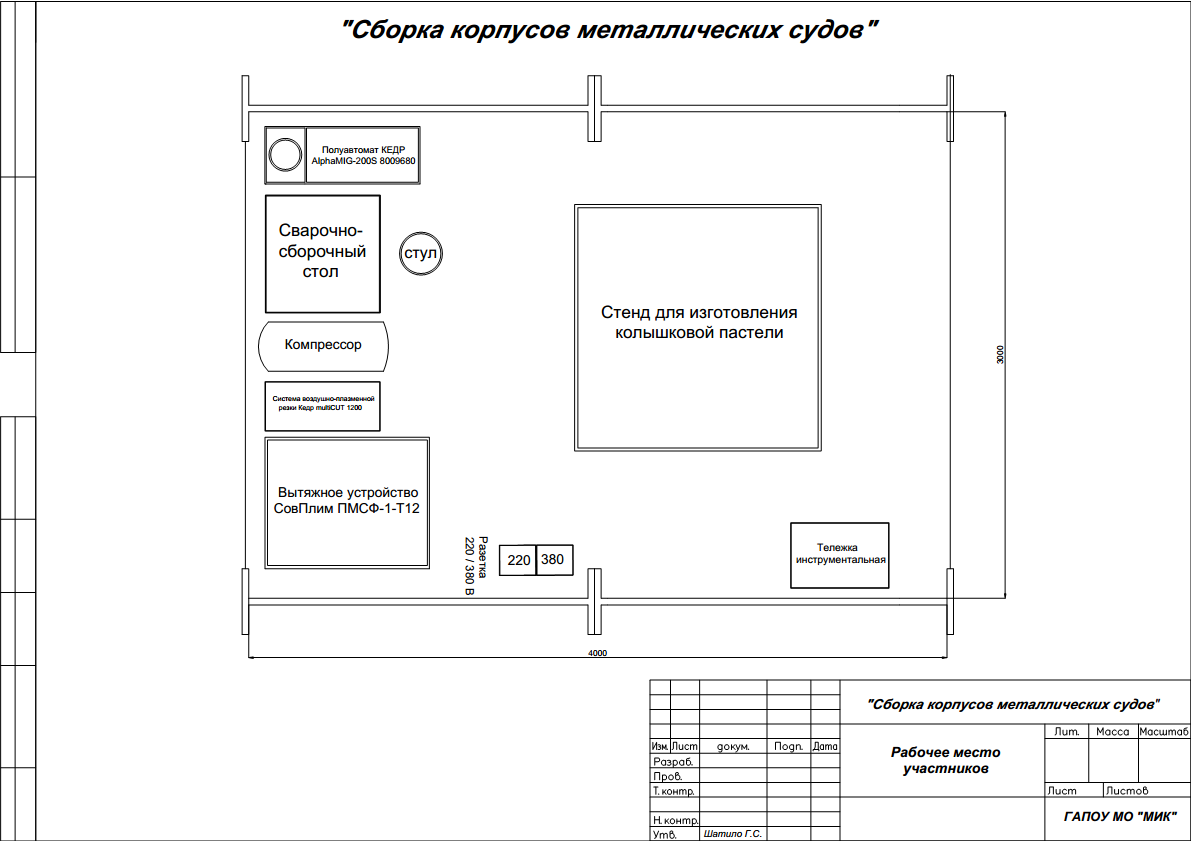 "Сборка корпусов металлических судов"
Полуавтомат КЕДР
AlphaMIG-200S 8009680
Сварочно-
сборочный
стол
стул
Компрессор
Система воздушно-плазменной
резки Кедр multiCUT 1200
Вытяжное устройство
СовПлим ПМСФ-1-Т12
Разетка
220 / 380 В
220
380
Стенд для изготовления
колышковой пастели
Тележка
инструментальная
3000
4000
"Сборка корпусов металлических судов"
Лит. Масса Масштаб
Изм. Лист докум. Подп. Дата
Разраб.
Пров.
Т. контр.
Н. контр.
Утв. Шатило Г.С.
Рабочее место
участников
Лист Листов
ГАПОУ МО "МИК"